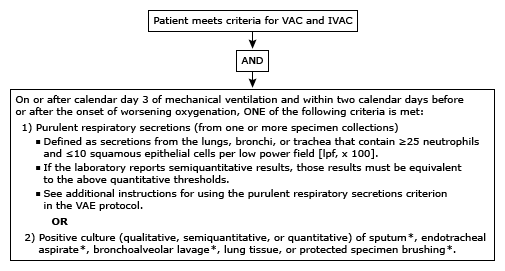 Patient meets criteria for VAC and IVAC
AND
On or after calendar day 3 of mechanical ventilation and within two calendar days before
or after the onset of worsening oxygenation, ONE of the following criteria is met:
1) Purulent respiratory secretions (from one or more specimen collections)
▪ Defined as secretions from the lungs, bronchi, or trachea that contain ≥25 neutrophils
and ≤10 squamous epithelial cells per low power field [lpf, x 100].
▪ If the laboratory reports semiquantitative results, those results must be equivalent
to the above quantitative thresholds.
▪ See additional instructions for using the purulent respiratory secretions criterion
in the VAE protocol.
OR
2) Positive culture (qualitative, semiquantitative, or quantitative) of sputum*, endotracheal
aspirate*, bronchoalveolar lavage*, lung tissue, or protected specimen brushing*.